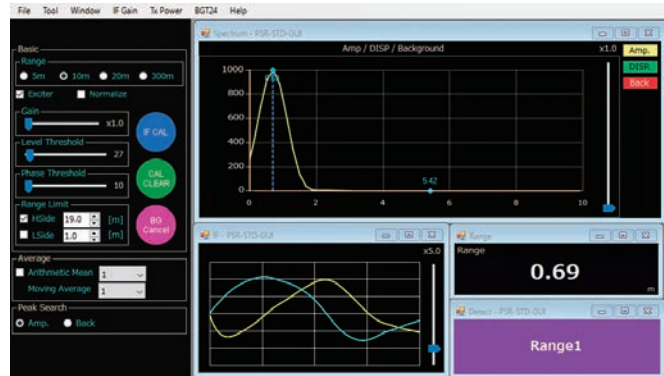 File Tool Window IF Gain Tx Power BGT24 Help
Basic
Range
5m 10m 20m 300m
Exciter Normalize
Gain
x1.0
IF CAL
Level Threshold
27
CAL
CLEAR
Phase Threshold
10
Range Limit
HSide 19.0 [m]
LSide 1.0 [m]
BG
Cancel
Average
Arithmetic Mean 1
Moving Average 1
Peak Search
Amp. Back
Spectrum - PSR-STD-GUI
Amp / DISP / Background x1.0 Amp.
DISP.
Back
1000
800
600
400
200
0
5.42
0 2 4 6 8 10
IF - PSR-STD-GUI
x5.0
Range
Range
0.69
m
Detect - PSR-STD-GUI
Range1